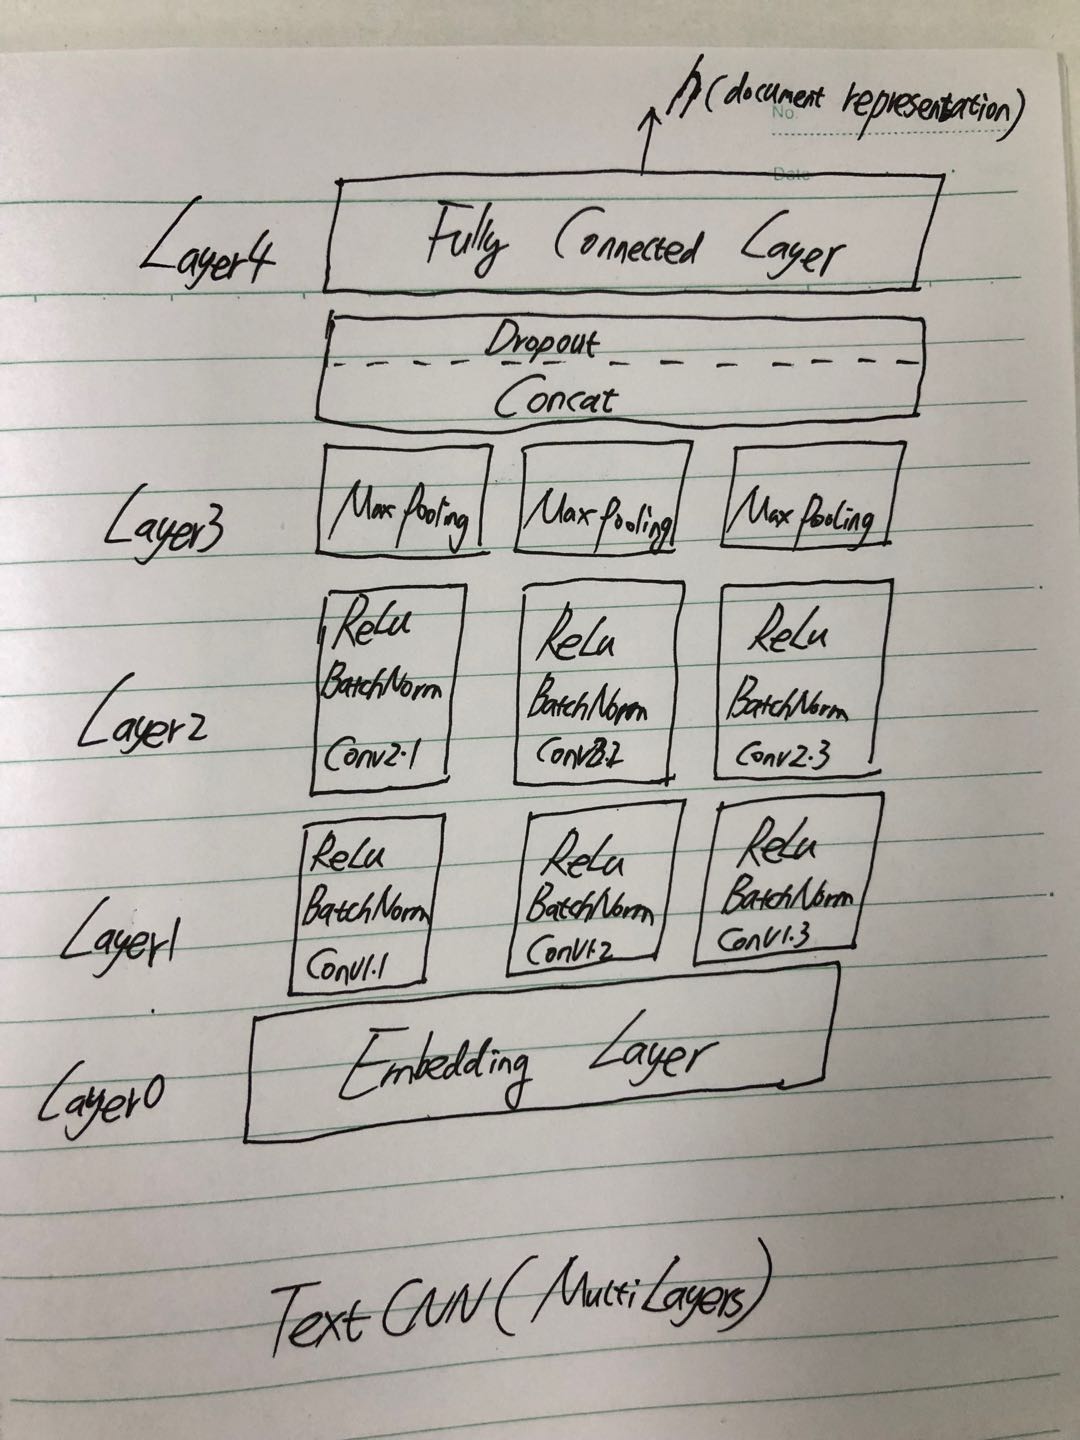 h (document representation)
No.
Date
Layer4
Fully Connected Layer
Dropout
Concat
Layer3
Max Pooling
Max Pooling
Max Pooling
Layer2
ReLu
BatchNorm
Conv2.1
ReLu
BatchNorm
Conv2.2
ReLu
BatchNorm
Conv2.3
Layer1
ReLu
BatchNorm
Conv1.1
ReLu
BatchNorm
Conv1.2
ReLu
BatchNorm
Conv1.3
Layer0
Embedding Layer
Text CNN (Multi Layers)